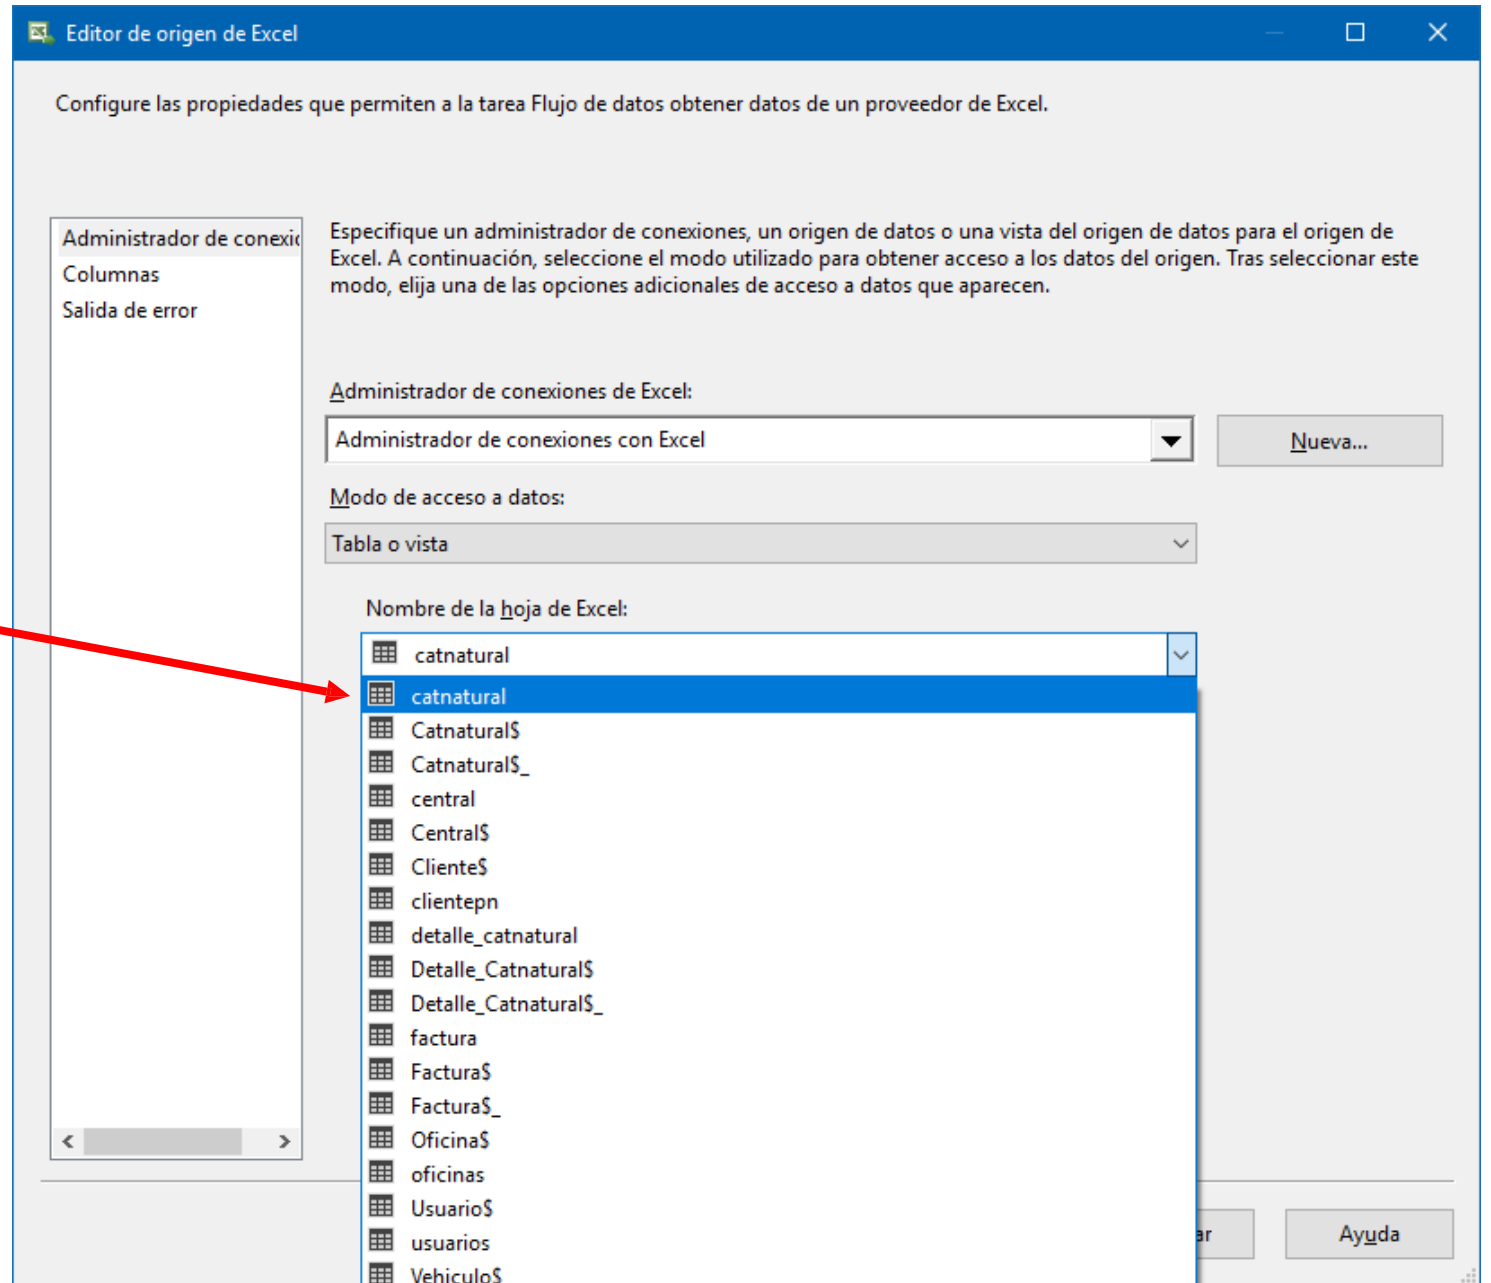 Editor de origen de Excel
Configure las propiedades que permiten a la tarea Flujo de datos obtener datos de un proveedor de Excel.
Administrador de conexio
Columnas
Salida de error
Especifique un administrador de conexiones, un origen de datos o una vista del origen de datos para el origen de
Excel. A continuación, seleccione el modo utilizado para obtener acceso a los datos del origen. Tras seleccionar este
modo, elija una de las opciones adicionales de acceso a datos que aparecen.
Administrador de conexiones de Excel:
Administrador de conexiones con Excel
Nueva...
Modo de acceso a datos:
Tabla o vista
Nombre de la hoja de Excel:
catnatural
catnatural
Catnatural$
Catnatural$_
central
Central$
Cliente$
clientepn
detalle_catnatural
Detalle_Catnatural$
Detalle_Catnatural$_
factura
Factura$
Factura$_
Oficina$
oficinas
Usuario$
usuarios
Vehiculo$
ar
Ayuda